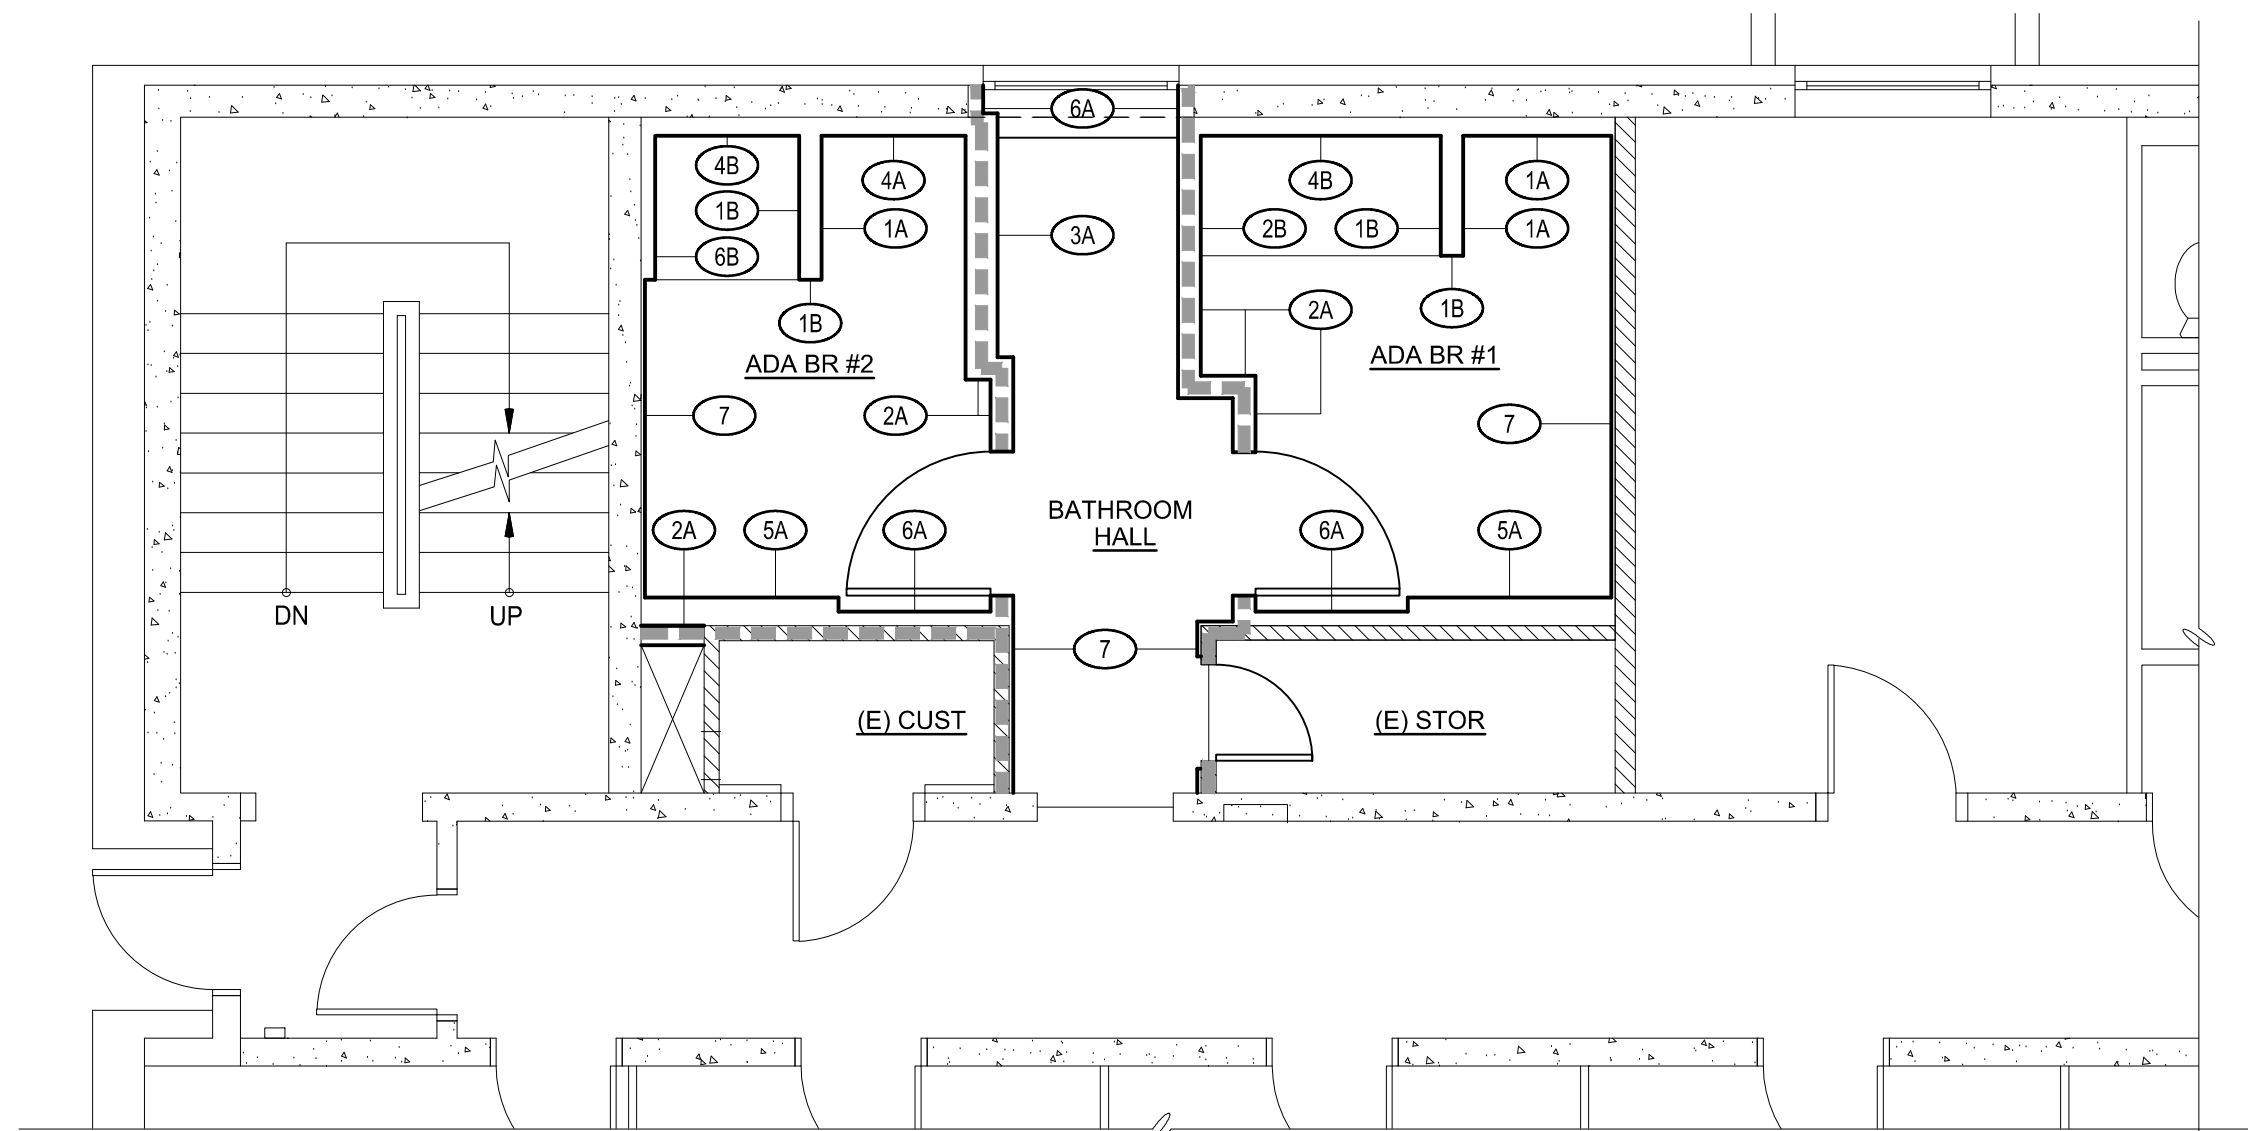 6A
4B
4A
4B
1A
1B
1A
3A
2B
1B
1A
6B
1B
2A
1B
ADA BR #2
ADA BR #1
7
2A
7
BATHROOM
HALL
2A
5A
6A
6A
5A
DN
UP
7
(E) CUST
(E) STOR